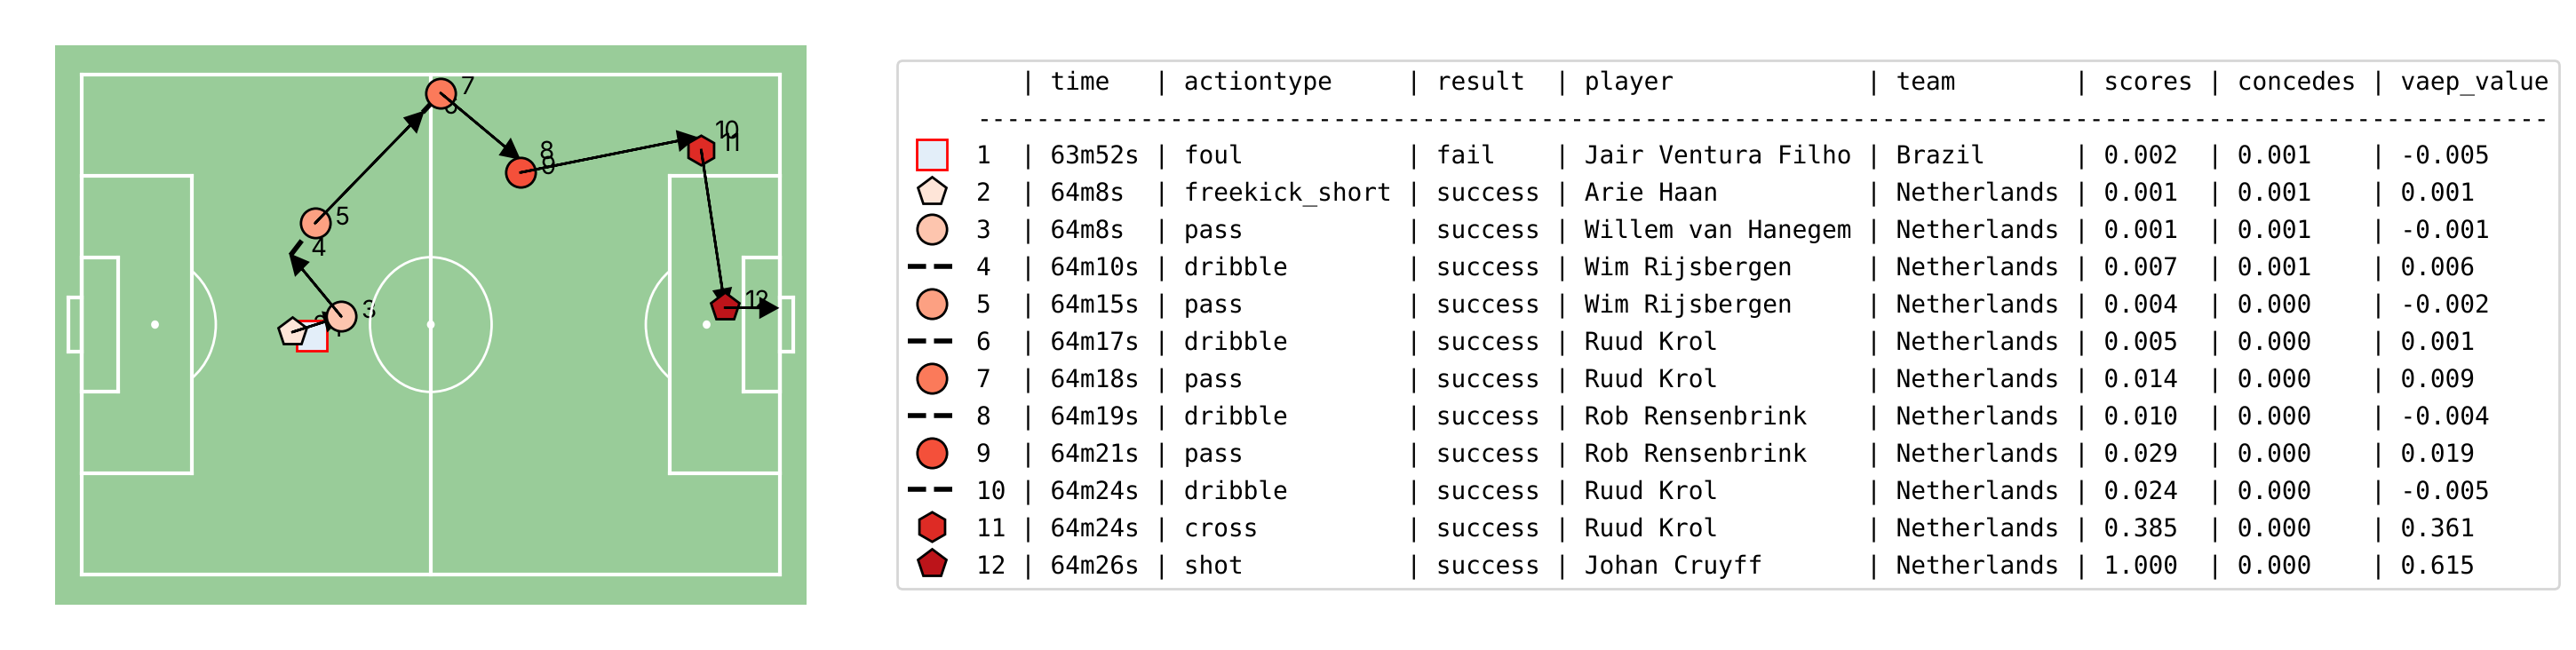 7
6
10
11
8
9
5
4
3
12
| time | actiontype | result | player | team | scores | concedes | vaep_value
1 | 63m52s | foul | fail | Jair Ventura Filho | Brazil | 0.002 | 0.001 | -0.005
2 | 64m8s | freekick_short | success | Arie Haan | Netherlands | 0.001 | 0.001 | 0.001
3 | 64m8s | pass | success | Willem van Hanegem | Netherlands | 0.001 | 0.001 | -0.001
4 | 64m10s | dribble | success | Wim Rijsbergen | Netherlands | 0.007 | 0.001 | 0.006
5 | 64m15s | pass | success | Wim Rijsbergen | Netherlands | 0.004 | 0.000 | -0.002
6 | 64m17s | dribble | success | Ruud Krol | Netherlands | 0.005 | 0.000 | 0.001
7 | 64m18s | pass | success | Ruud Krol | Netherlands | 0.014 | 0.000 | 0.009
8 | 64m19s | dribble | success | Rob Rensenbrink | Netherlands | 0.010 | 0.000 | -0.004
9 | 64m21s | pass | success | Rob Rensenbrink | Netherlands | 0.029 | 0.000 | 0.019
10 | 64m24s | dribble | success | Ruud Krol | Netherlands | 0.024 | 0.000 | -0.005
11 | 64m24s | cross | success | Ruud Krol | Netherlands | 0.385 | 0.000 | 0.361
12 | 64m26s | shot | success | Johan Cruyff | Netherlands | 1.000 | 0.000 | 0.615